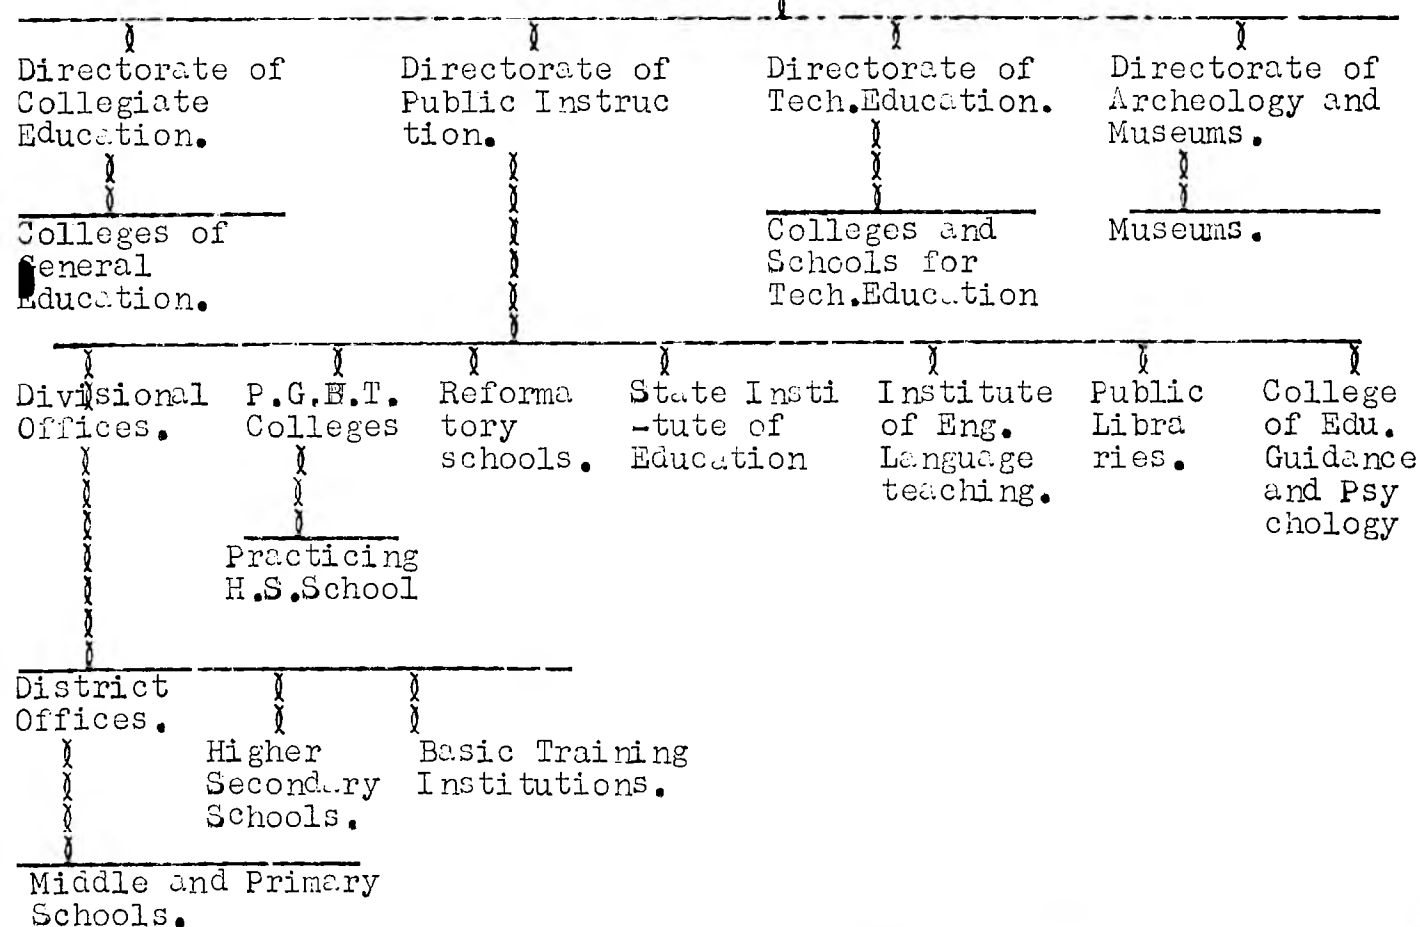 Directorate of
Collegiate
Education.
Directorate of
Public Instruc
tion.
Directorate of
Tech.Education.
Directorate of
Archeology and
Museums.
Colleges of
General
Education.
Colleges and
Schools for
Tech.Education
Museums.
Divisional
Offices.
P.G.B.T.
Colleges
Reforma
tory
schools.
State Insti
-tute of
Education
Institute
of Eng.
Language
teaching.
Public
Libra
ries.
College
of Edu.
Guidance
and Psy
chology
Practicing
H.S.School
District
Offices.
Higher
Secondary
Schools.
Basic Training
Institutions.
Middle and Primary
Schools.